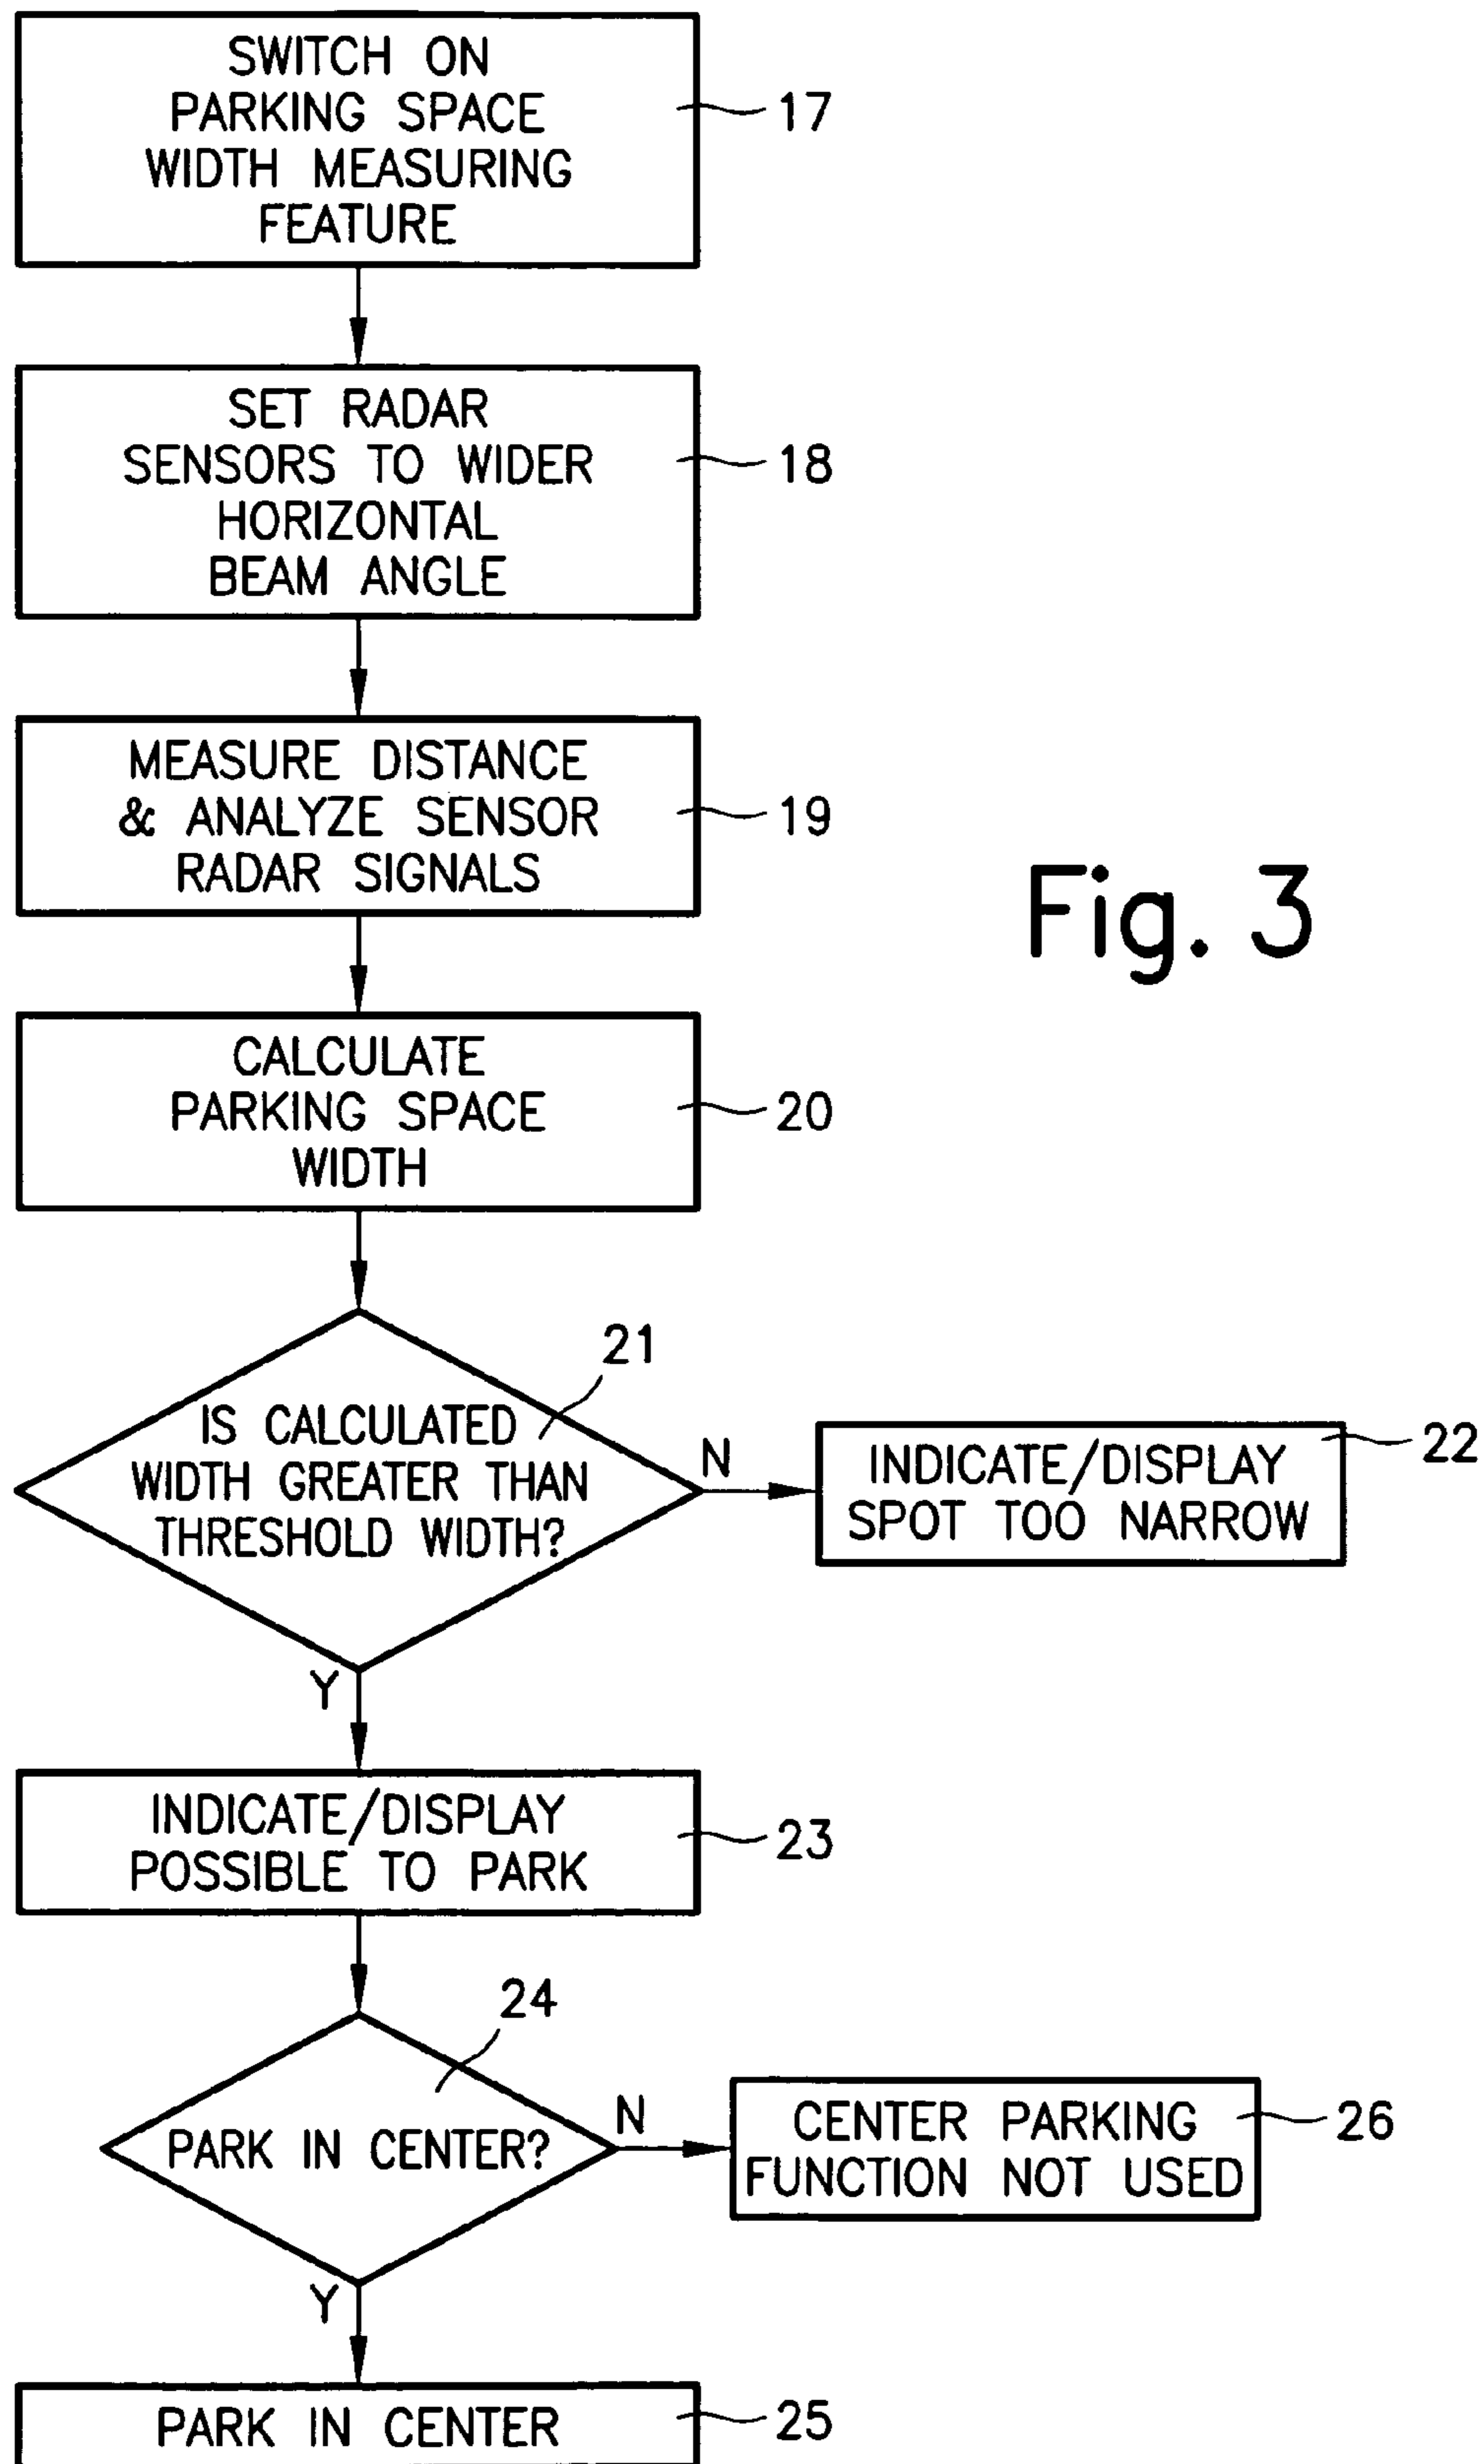 SWITCH ON
PARKING SPACE
WIDTH MEASURING
FEATURE
17
SET RADAR
SENSORS TO WIDER
HORIZONTAL
BEAM ANGLE
18
MEASURE DISTANCE
& ANALYZE SENSOR
RADAR SIGNALS
19
Fig. 3
CALCULATE
PARKING SPACE
WIDTH
20
21
IS CALCULATED
WIDTH GREATER THAN
THRESHOLD WIDTH?
N
INDICATE/DISPLAY
SPOT TOO NARROW
22
Y
INDICATE/DISPLAY
POSSIBLE TO PARK
23
24
PARK IN CENTER?
N
CENTER PARKING
FUNCTION NOT USED
26
Y
PARK IN CENTER
25